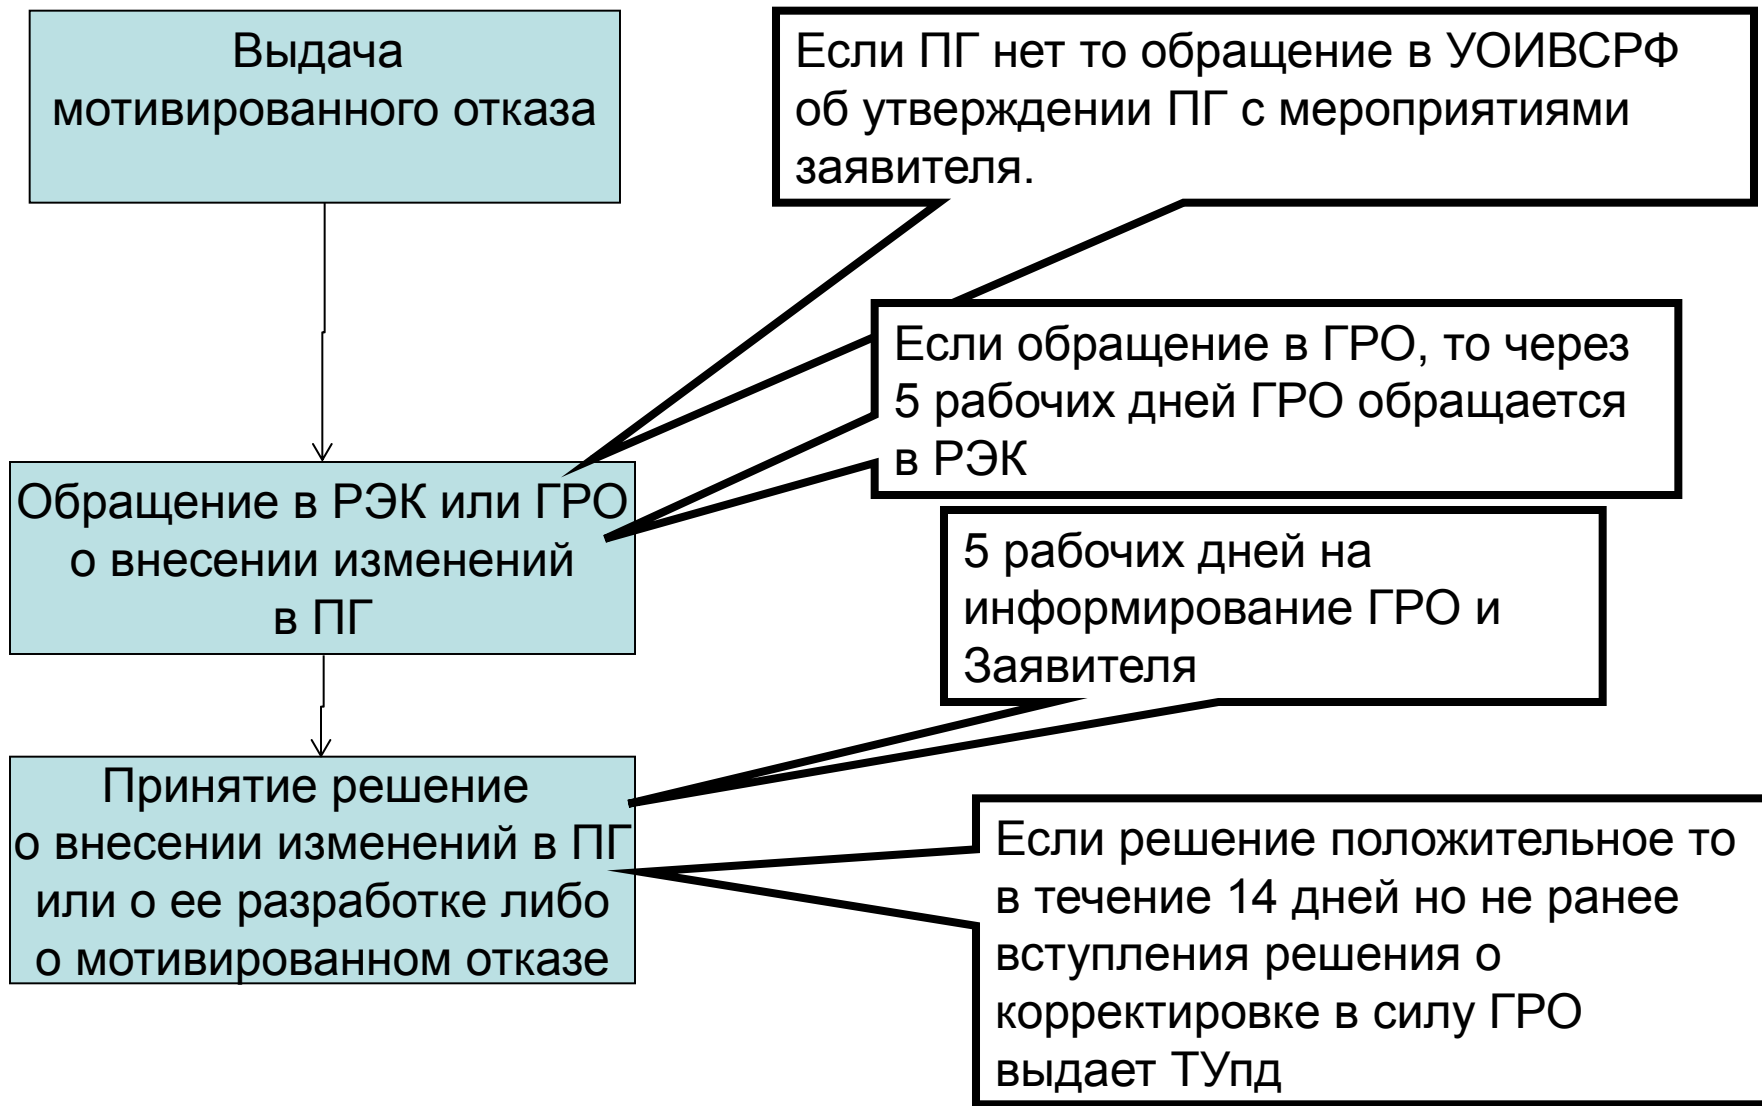 Выдача
мотивированного отказа
Если ПГ нет то обращение в УОИВСРФ
об утверждении ПГ с мероприятиями
заявителя.
Если обращение в ГРО, то через
5 рабочих дней ГРО обращается
в РЭК
Обращение в РЭК или ГРО
о внесении изменений
в ПГ
5 рабочих дней на
информирование ГРО и
Заявителя
Принятие решение
о внесении изменений в ПГ
или о ее разработке либо
о мотивированном отказе
Если решение положительное то
в течение 14 дней но не ранее
вступления решения о
корректировке в силу ГРО
выдает ТУпд